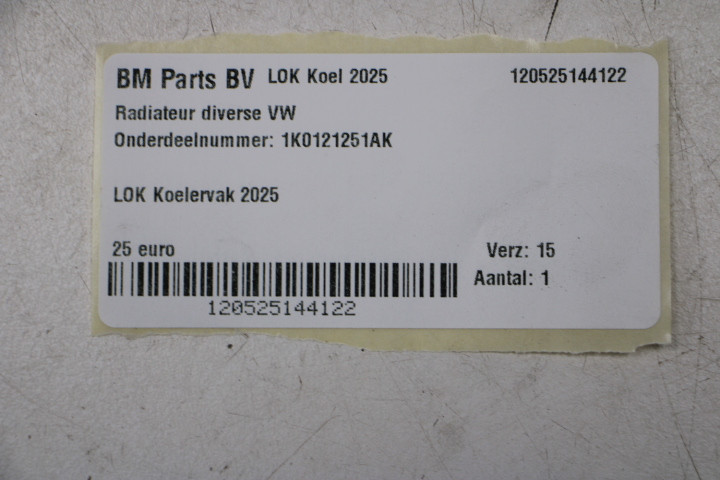 BM Parts BV LOK Koel 2025 120525144122
Radiateur diverse VW
Onderdeelnummer: 1K0121251AK
LOK Koelervak 2025
25 euro Verz: 15
Aantal: 1
120525144122